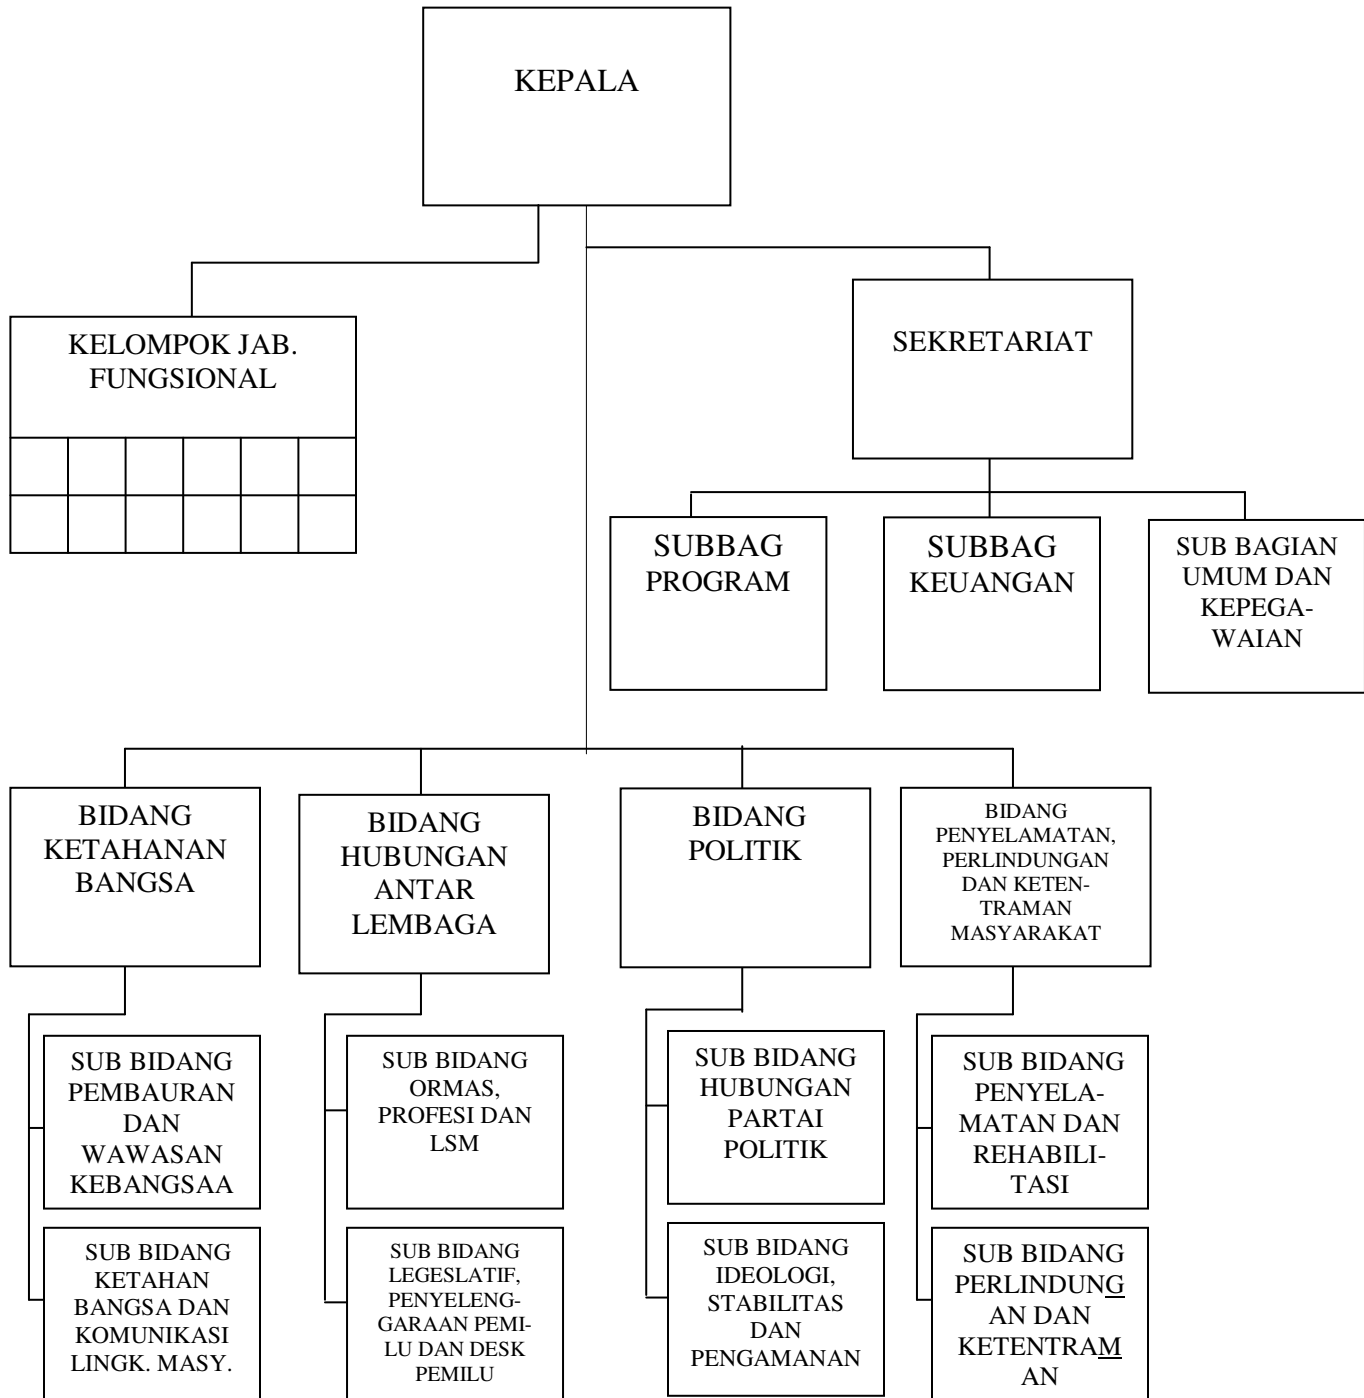 KEPALA
KELOMPOK JAB.
FUNGSIONAL
SEKRETARIAT
SUBBAG
PROGRAM
SUBBAG
KEUANGAN
SUB BAGIAN
UMUM DAN
KEPEGA-
WAIAN
BIDANG
KETAHANAN
BANGSA
BIDANG
HUBUNGAN
ANTAR
LEMBAGA
BIDANG
POLITIK
BIDANG
PENYELAMATAN,
PERLINDUNGAN
DAN KETEN-
TRAMAN
MASYARAKAT
SUB BIDANG
PEMBAURAN
DAN
WAWASAN
KEBANGSAA
SUB BIDANG
ORMAS,
PROFESI DAN
LSM
SUB BIDANG
HUBUNGAN
PARTAI
POLITIK
SUB BIDANG
PENYELA-
MATAN DAN
REHABILI-
TASI
SUB BIDANG
KETAHAN
BANGSA DAN
KOMUNIKASI
LINGK. MASY.
SUB BIDANG
LEGESLATIF,
PENYELENG-
GARAAN PEMI-
LU DAN DESK
PEMILU
SUB BIDANG
IDEOLOGI,
STABILITAS
DAN
PENGAMANAN
SUB BIDANG
PERLINDUNG
AN DAN
KETENTRAM
AN